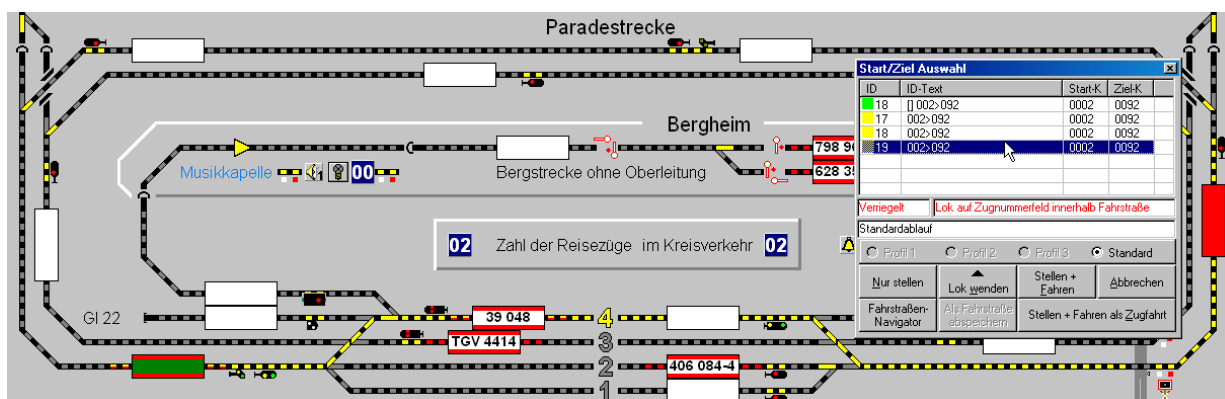 Paradestrecke
Start/Ziel Auswahl
ID ID-Text Start-K Ziel-K
18 [] 002>092 0002 0092
17 002>092 0002 0092
18 002>092 0002 0092
19 002>092 0002 0092
Bergheim
798
Musikkapelle 00
Bergstrecke ohne Oberleitung
628
Verriegelt Lok auf Zugnummerfeld innerhalb Fahrstraße
Standardablauf
02 Zahl der Reisezüge im Kreisverkehr 02
Profil 1 Profil 2 Profil 3 Standard
Nur stellen Lok wenden Stellen + Fahren Abbrechen
Fahrstraßen-Navigator Als Fahrstraße abspeichern Stellen + Fahren als Zugfahrt
Gl 22
39 048 4
TGV 4414 3
2 406 084-4
1